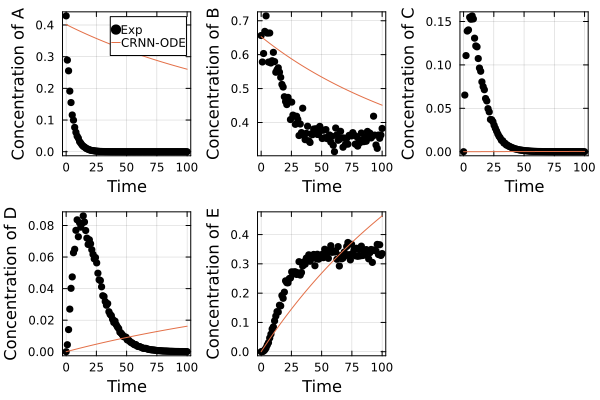 Concentration of A
0.4
0.3
0.2
0.1
0.0
Exp
CRNN-ODE
0 25 50 75 100
Time
Concentration of B
0.7
0.6
0.5
0.4
0 25 50 75 100
Time
Concentration of C
0.15
0.10
0.05
0.00
0 25 50 75 100
Time
Concentration of D
0.08
0.06
0.04
0.02
0.00
0 25 50 75 100
Time
Concentration of E
0.4
0.3
0.2
0.1
0.0
0 25 50 75 100
Time